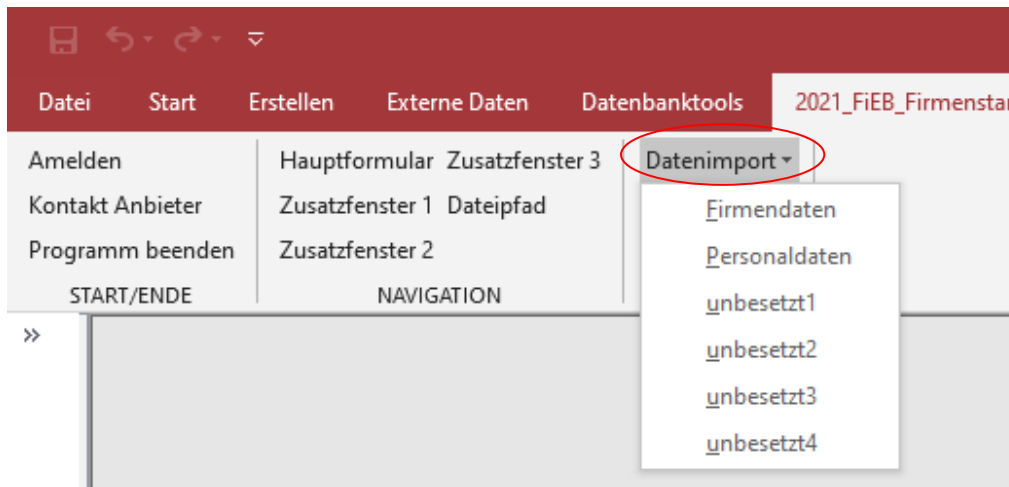 Datei Start Erstellen Externe Daten Datenbanktools 2021_FiEB_Firmenstar
Amelden Hauptformular Zusatzfenster 3 Datenimport
Kontakt Anbieter Zusatzfenster 1 Dateipfad
Programm beenden Zusatzfenster 2
START/ENDE NAVIGATION
Firmendaten
Personaldaten
unbesetzt1
unbesetzt2
unbesetzt3
unbesetzt4